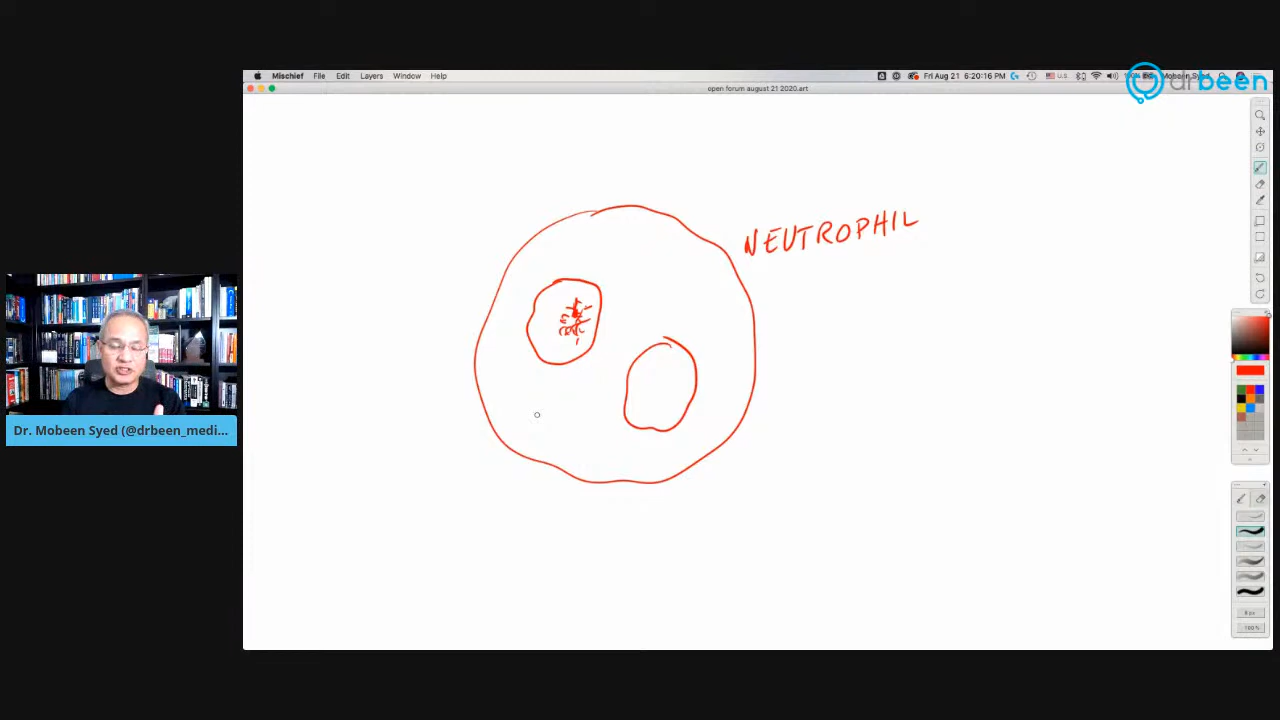 Mischief File Edit Layers Window Help
Fri Aug 21 6:20:16 PM
drbeen
open forum august 21 2020.art
NEUTROPHIL
Dr. Mobeen Syed (@drbeen_medi...